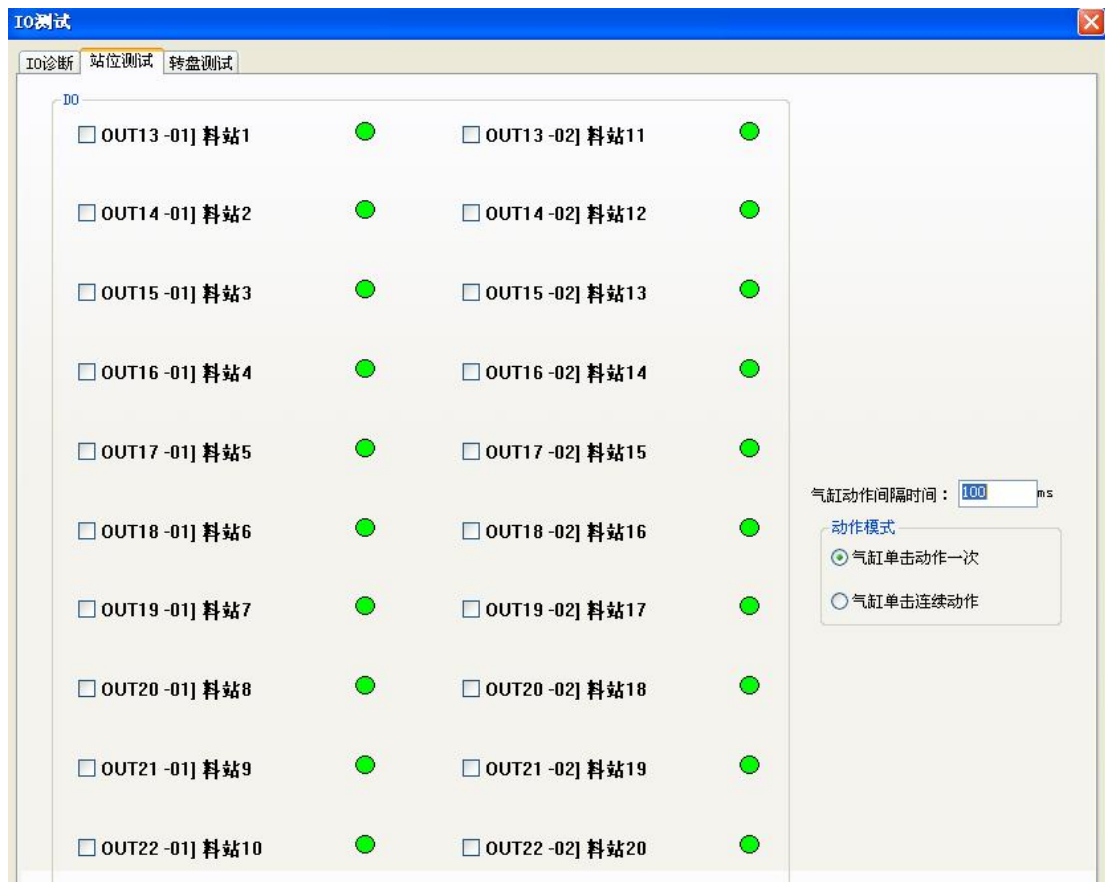 IO测试
IO诊断 站位测试 转盘测试
DO
OUT13 -01] 料站1 OUT13 -02] 料站11
OUT14 -01] 料站2 OUT14 -02] 料站12
OUT15 -01] 料站3 OUT15 -02] 料站13
OUT16 -01] 料站4 OUT16 -02] 料站14
OUT17 -01] 料站5 OUT17 -02] 料站15
气缸动作间隔时间： 100 ms
动作模式
OUT18 -01] 料站6 OUT18 -02] 料站16
气缸单击动作一次
OUT19 -01] 料站7 OUT19 -02] 料站17
气缸单击连续动作
OUT20 -01] 料站8 OUT20 -02] 料站18
OUT21 -01] 料站9 OUT21 -02] 料站19
OUT22 -01] 料站10 OUT22 -02] 料站20